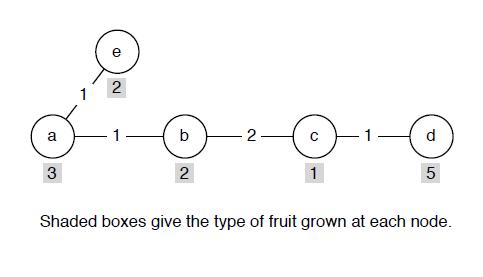 e
1 2
a 1 b 2 c 1 d
3 2 1 5
Shaded boxes give the type of fruit grown at each node.